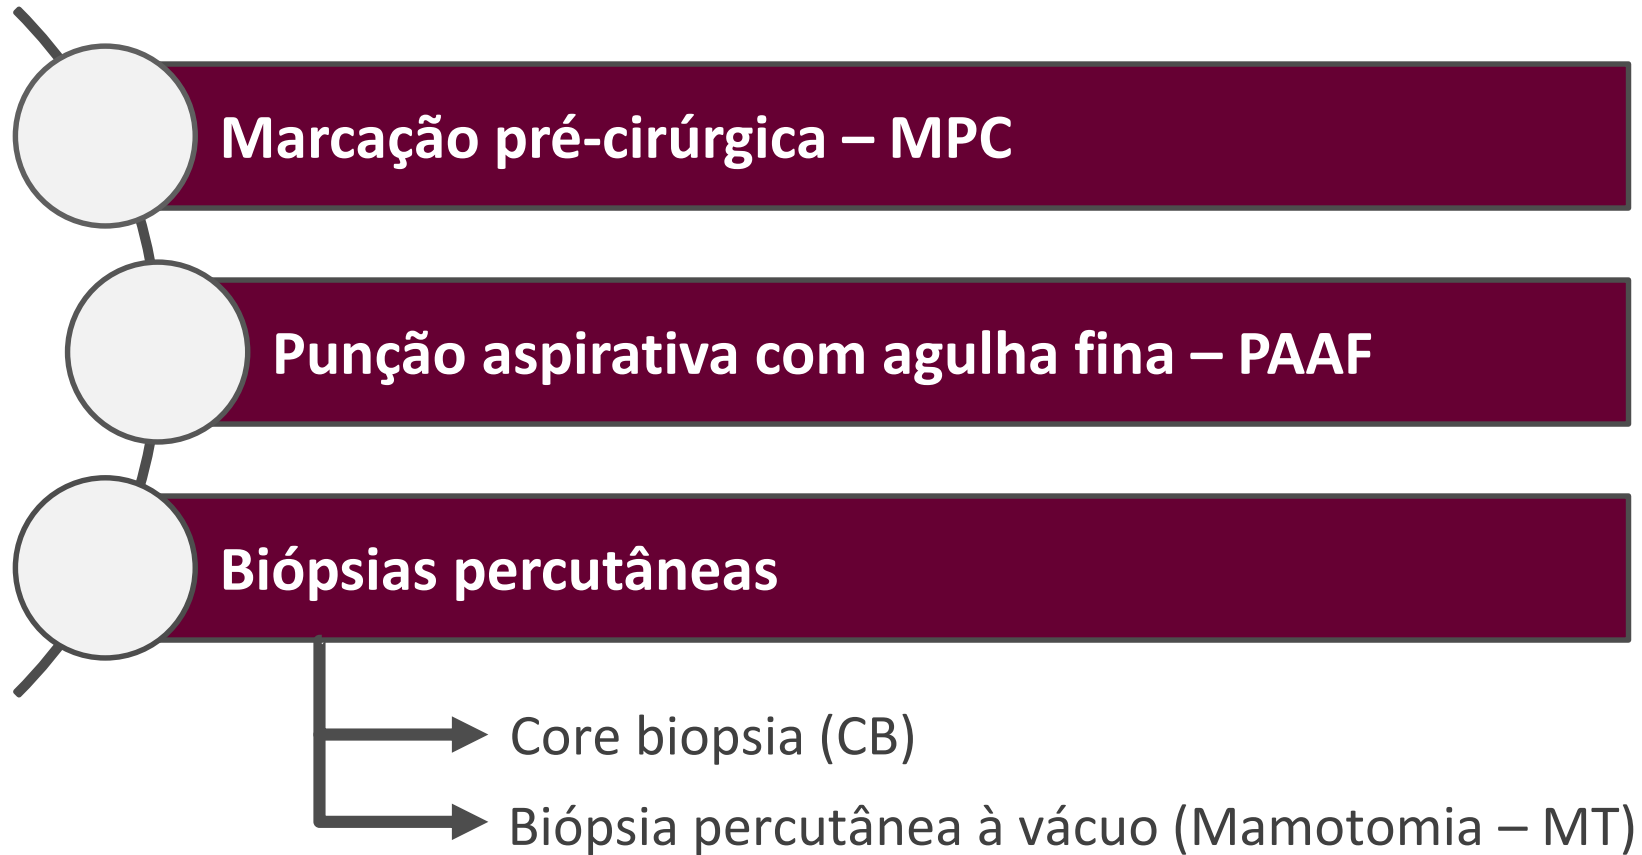 Marcação pré-cirúrgica – MPC
Punção aspirativa com agulha fina – PAAF
Biópsias percutâneas
Core biopsia (CB)
Biópsia percutânea à vácuo (Mamotomia – MT)